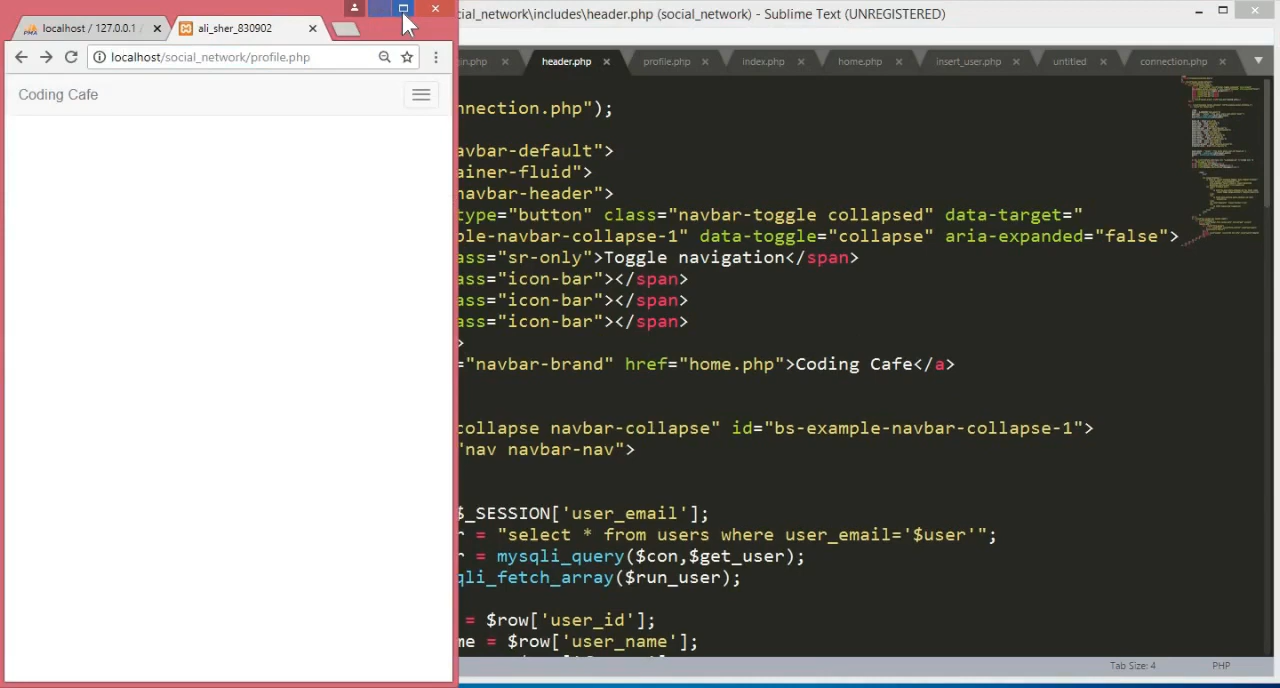 localhost / 127.0.0.1 /
ali_sher_830902
localhost/social_network/profile.php
Coding Cafe
cial_network\includes\header.php (social_network) - Sublime Text (UNREGISTERED)
in.php
header.php
profile.php
index.php
home.php
insert_user.php
untitled
connection.php
nnection.php");
avbar-default">
ainer-fluid">
navbar-header">
type="button" class="navbar-toggle collapsed" data-target="
ple-navbar-collapse-1" data-toggle="collapse" aria-expanded="false">
ass="sr-only">Toggle navigation</span>
ass="icon-bar"></span>
ass="icon-bar"></span>
ass="icon-bar"></span>
>
="navbar-brand" href="home.php">Coding Cafe</a>
collapse navbar-collapse" id="bs-example-navbar-collapse-1">
"nav navbar-nav">
$_SESSION['user_email'];
r = "select * from users where user_email='$user'";
r = mysqli_query($con,$get_user);
qli_fetch_array($run_user);
= $row['user_id'];
me = $row['user_name'];
Tab Size: 4
PHP